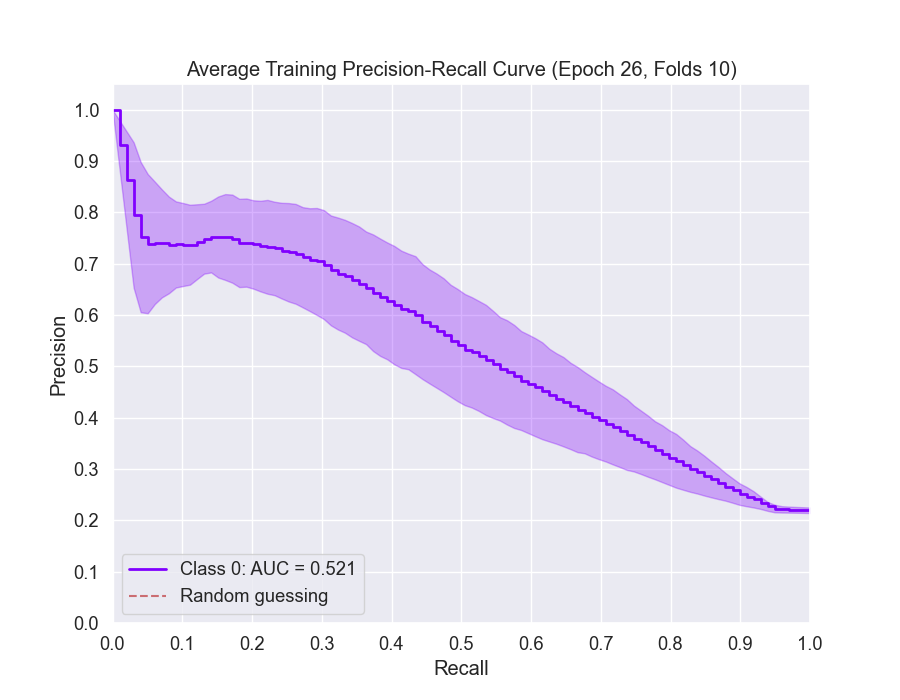 Average Training Precision-Recall Curve (Epoch 26, Folds 10)
1.0
0.9
0.8
0.7
0.6
0.5
0.4
0.3
0.2
0.1
0.0
Precision
Class 0: AUC = 0.521
Random guessing
0.0 0.1 0.2 0.3 0.4 0.5 0.6 0.7 0.8 0.9 1.0
Recall